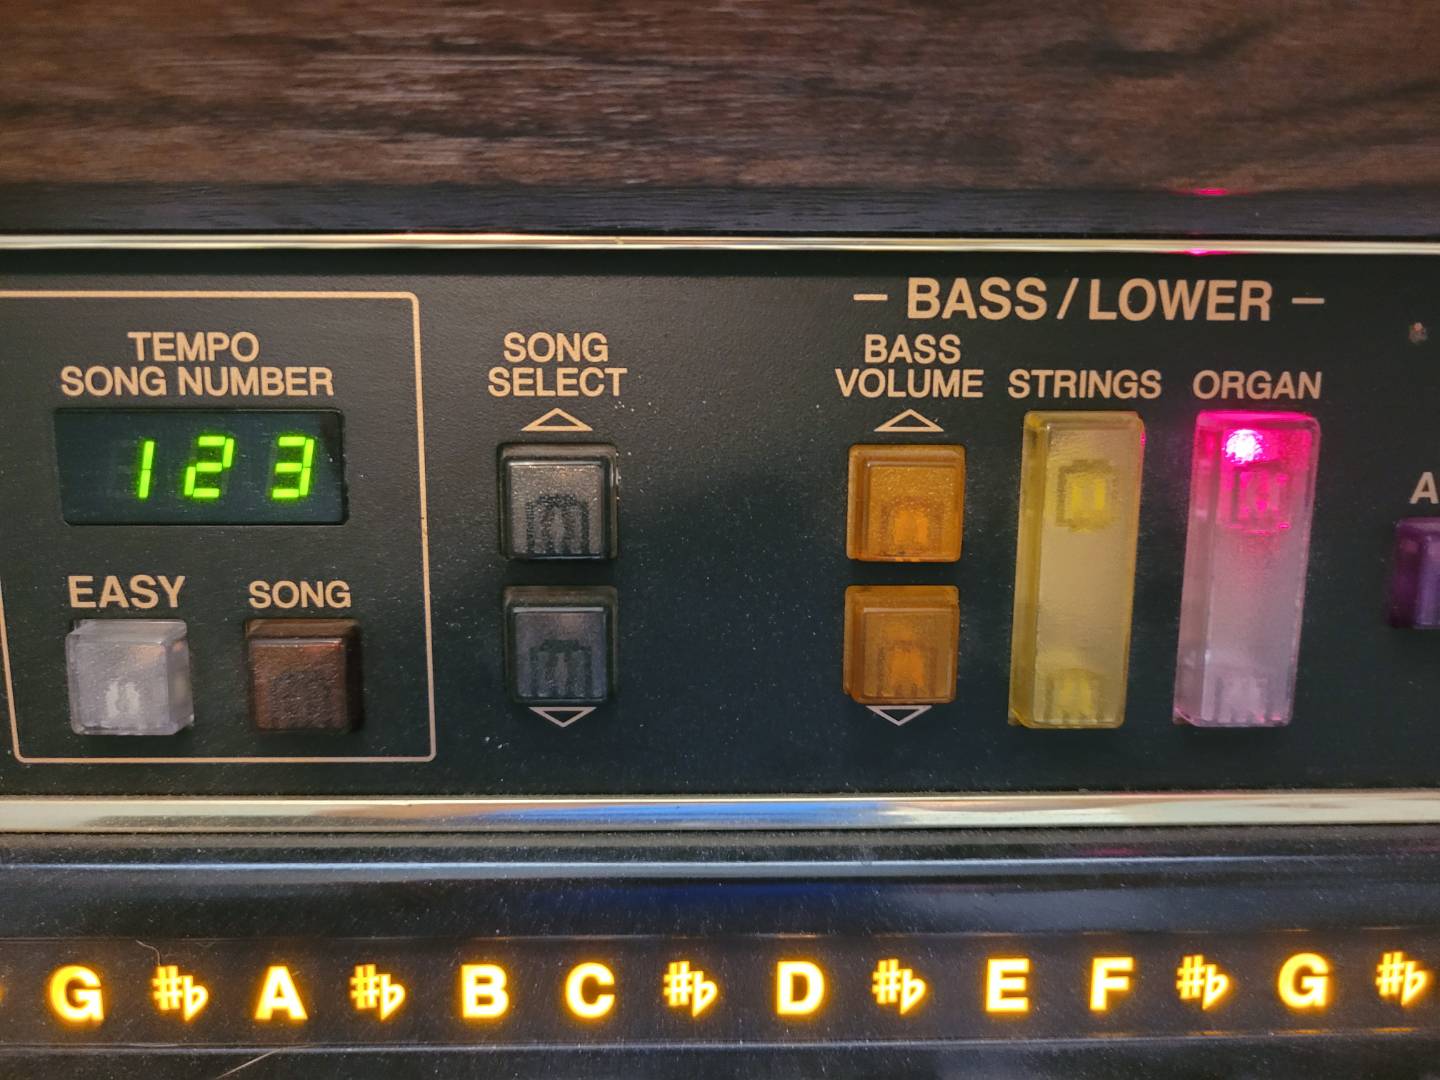 TEMPO
SONG NUMBER
123
EASY
SONG
SONG
SELECT
— BASS / LOWER —
BASS
VOLUME
STRINGS
ORGAN
G #♭ A #♭ B C #♭ D #♭ E F #♭ G #♭